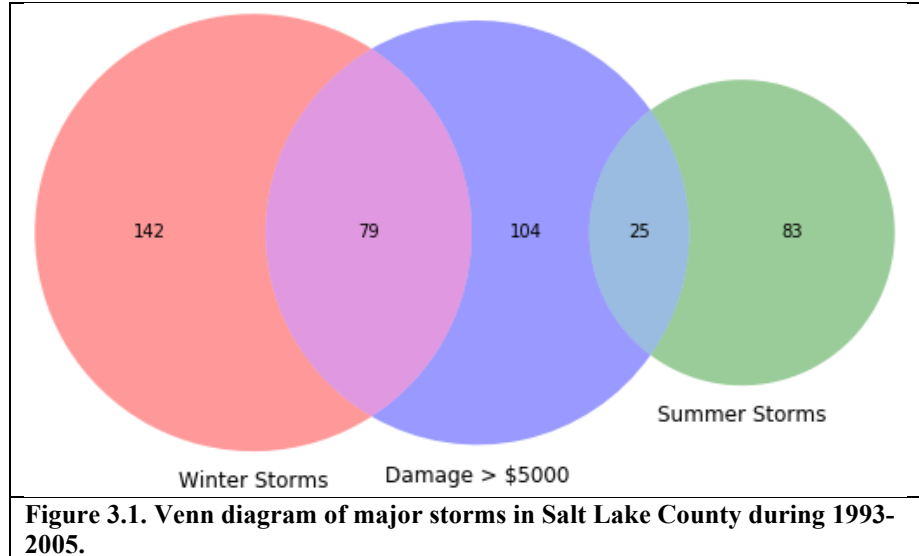 142
79
104
25
83
Summer Storms
Damage > $5000
Winter Storms
Figure 3.1. Venn diagram of major storms in Salt Lake County during 1993-
2005.